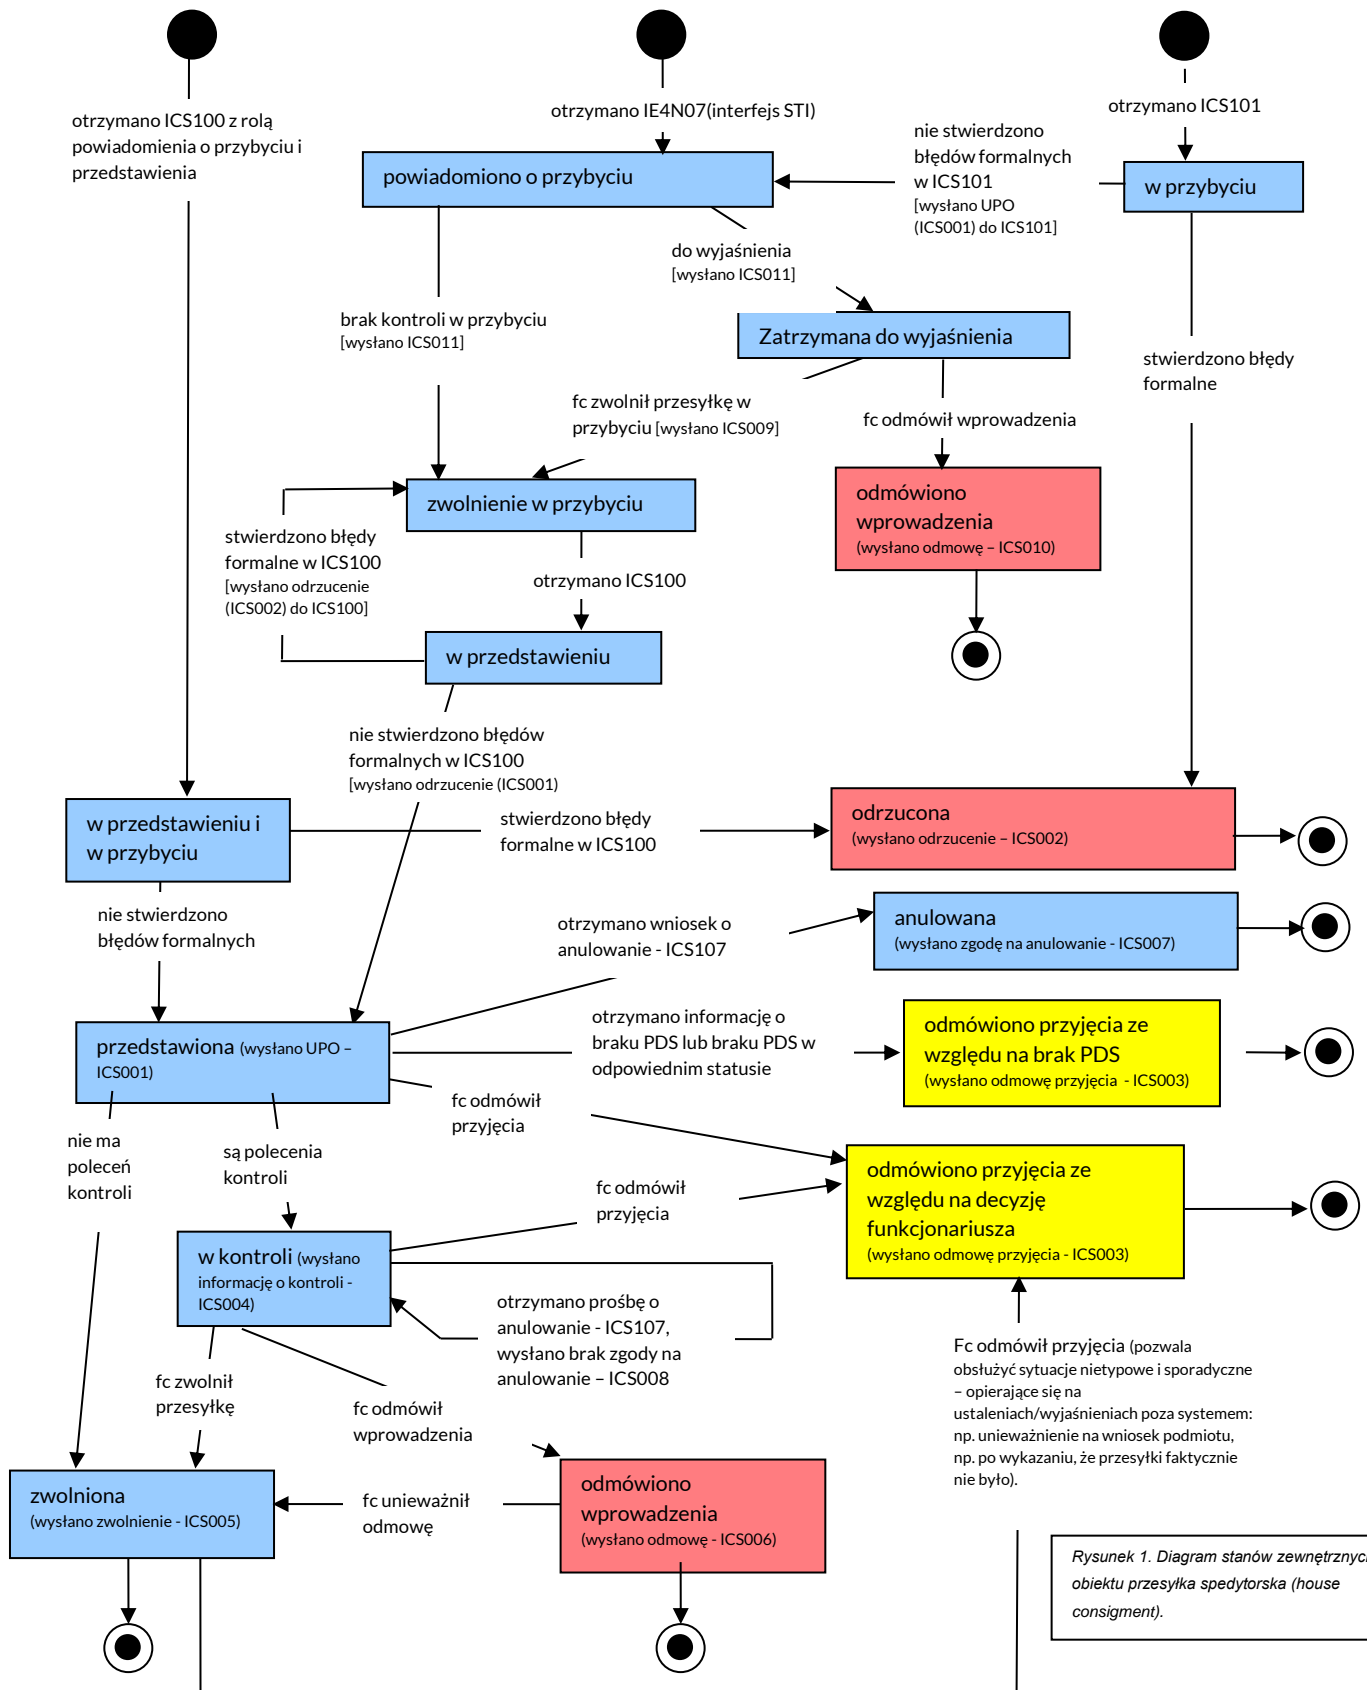 otrzymano ICS100 z rolą
powiadomienia o przybyciu i
przedstawienia
otrzymano IE4N07(interfejs STI)
otrzymano ICS101
nie stwierdzono
błędów formalnych
w ICS101
[wysłano UPO
(ICS001) do ICS101]
powiadomiono o przybyciu
w przybyciu
do wyjaśnienia
[wysłano ICS011]
brak kontroli w przybyciu
[wysłano ICS011]
Zatrzymana do wyjaśnienia
stwierdzono błędy
formalne
fc zwolnił przesyłkę w
przybyciu [wysłano ICS009]
fc odmówił wprowadzenia
zwolnienie w przybyciu
odmówiono
wprowadzenia
(wysłano odmowę – ICS010)
stwierdzono błędy
formalne w ICS100
[wysłano odrzucenie
(ICS002) do ICS100]
otrzymano ICS100
w przedstawieniu
nie stwierdzono błędów
formalnych w ICS100
[wysłano odrzucenie (ICS001)
w przedstawieniu i
w przybyciu
stwierdzono błędy
formalne w ICS100
odrzucona
(wysłano odrzucenie – ICS002)
nie stwierdzono
błędów formalnych
otrzymano wniosek o
anulowanie - ICS107
anulowana
(wysłano zgodę na anulowanie - ICS007)
otrzymano informację o
braku PDS lub braku PDS w
odpowiednim statusie
odmówiono przyjęcia ze
względu na brak PDS
(wysłano odmowę przyjęcia  - ICS003)
przedstawiona (wysłano UPO –
ICS001)
fc odmówił
przyjęcia
nie ma
poleceń
kontroli
są polecenia
kontroli
fc odmówił
przyjęcia
odmówiono przyjęcia ze
względu na decyzję
funkcjonariusza
(wysłano odmowę przyjęcia - ICS003)
w kontroli (wysłano
informację o kontroli -
ICS004)
otrzymano prośbę o
anulowanie - ICS107,
wysłano brak zgody na
anulowanie – ICS008
Fc odmówił przyjęcia (pozwala
obsłużyć sytuacje nietypowe i sporadyczne
– opierające się na
ustaleniach/wyjaśnieniach poza systemem:
np. unieważnienie na wniosek podmiotu,
np. po wykazaniu, że przesyłki faktycznie
nie było).
fc zwolnił
przesyłkę
fc odmówił
wprowadzenia
zwolniona
(wysłano zwolnienie - ICS005)
fc unieważnił
odmowę
odmówiono
wprowadzenia
(wysłano odmowę - ICS006)
Rysunek 1. Diagram stanów zewnętrznyc
obiektu przesyłka spedytorska (house
consigment).